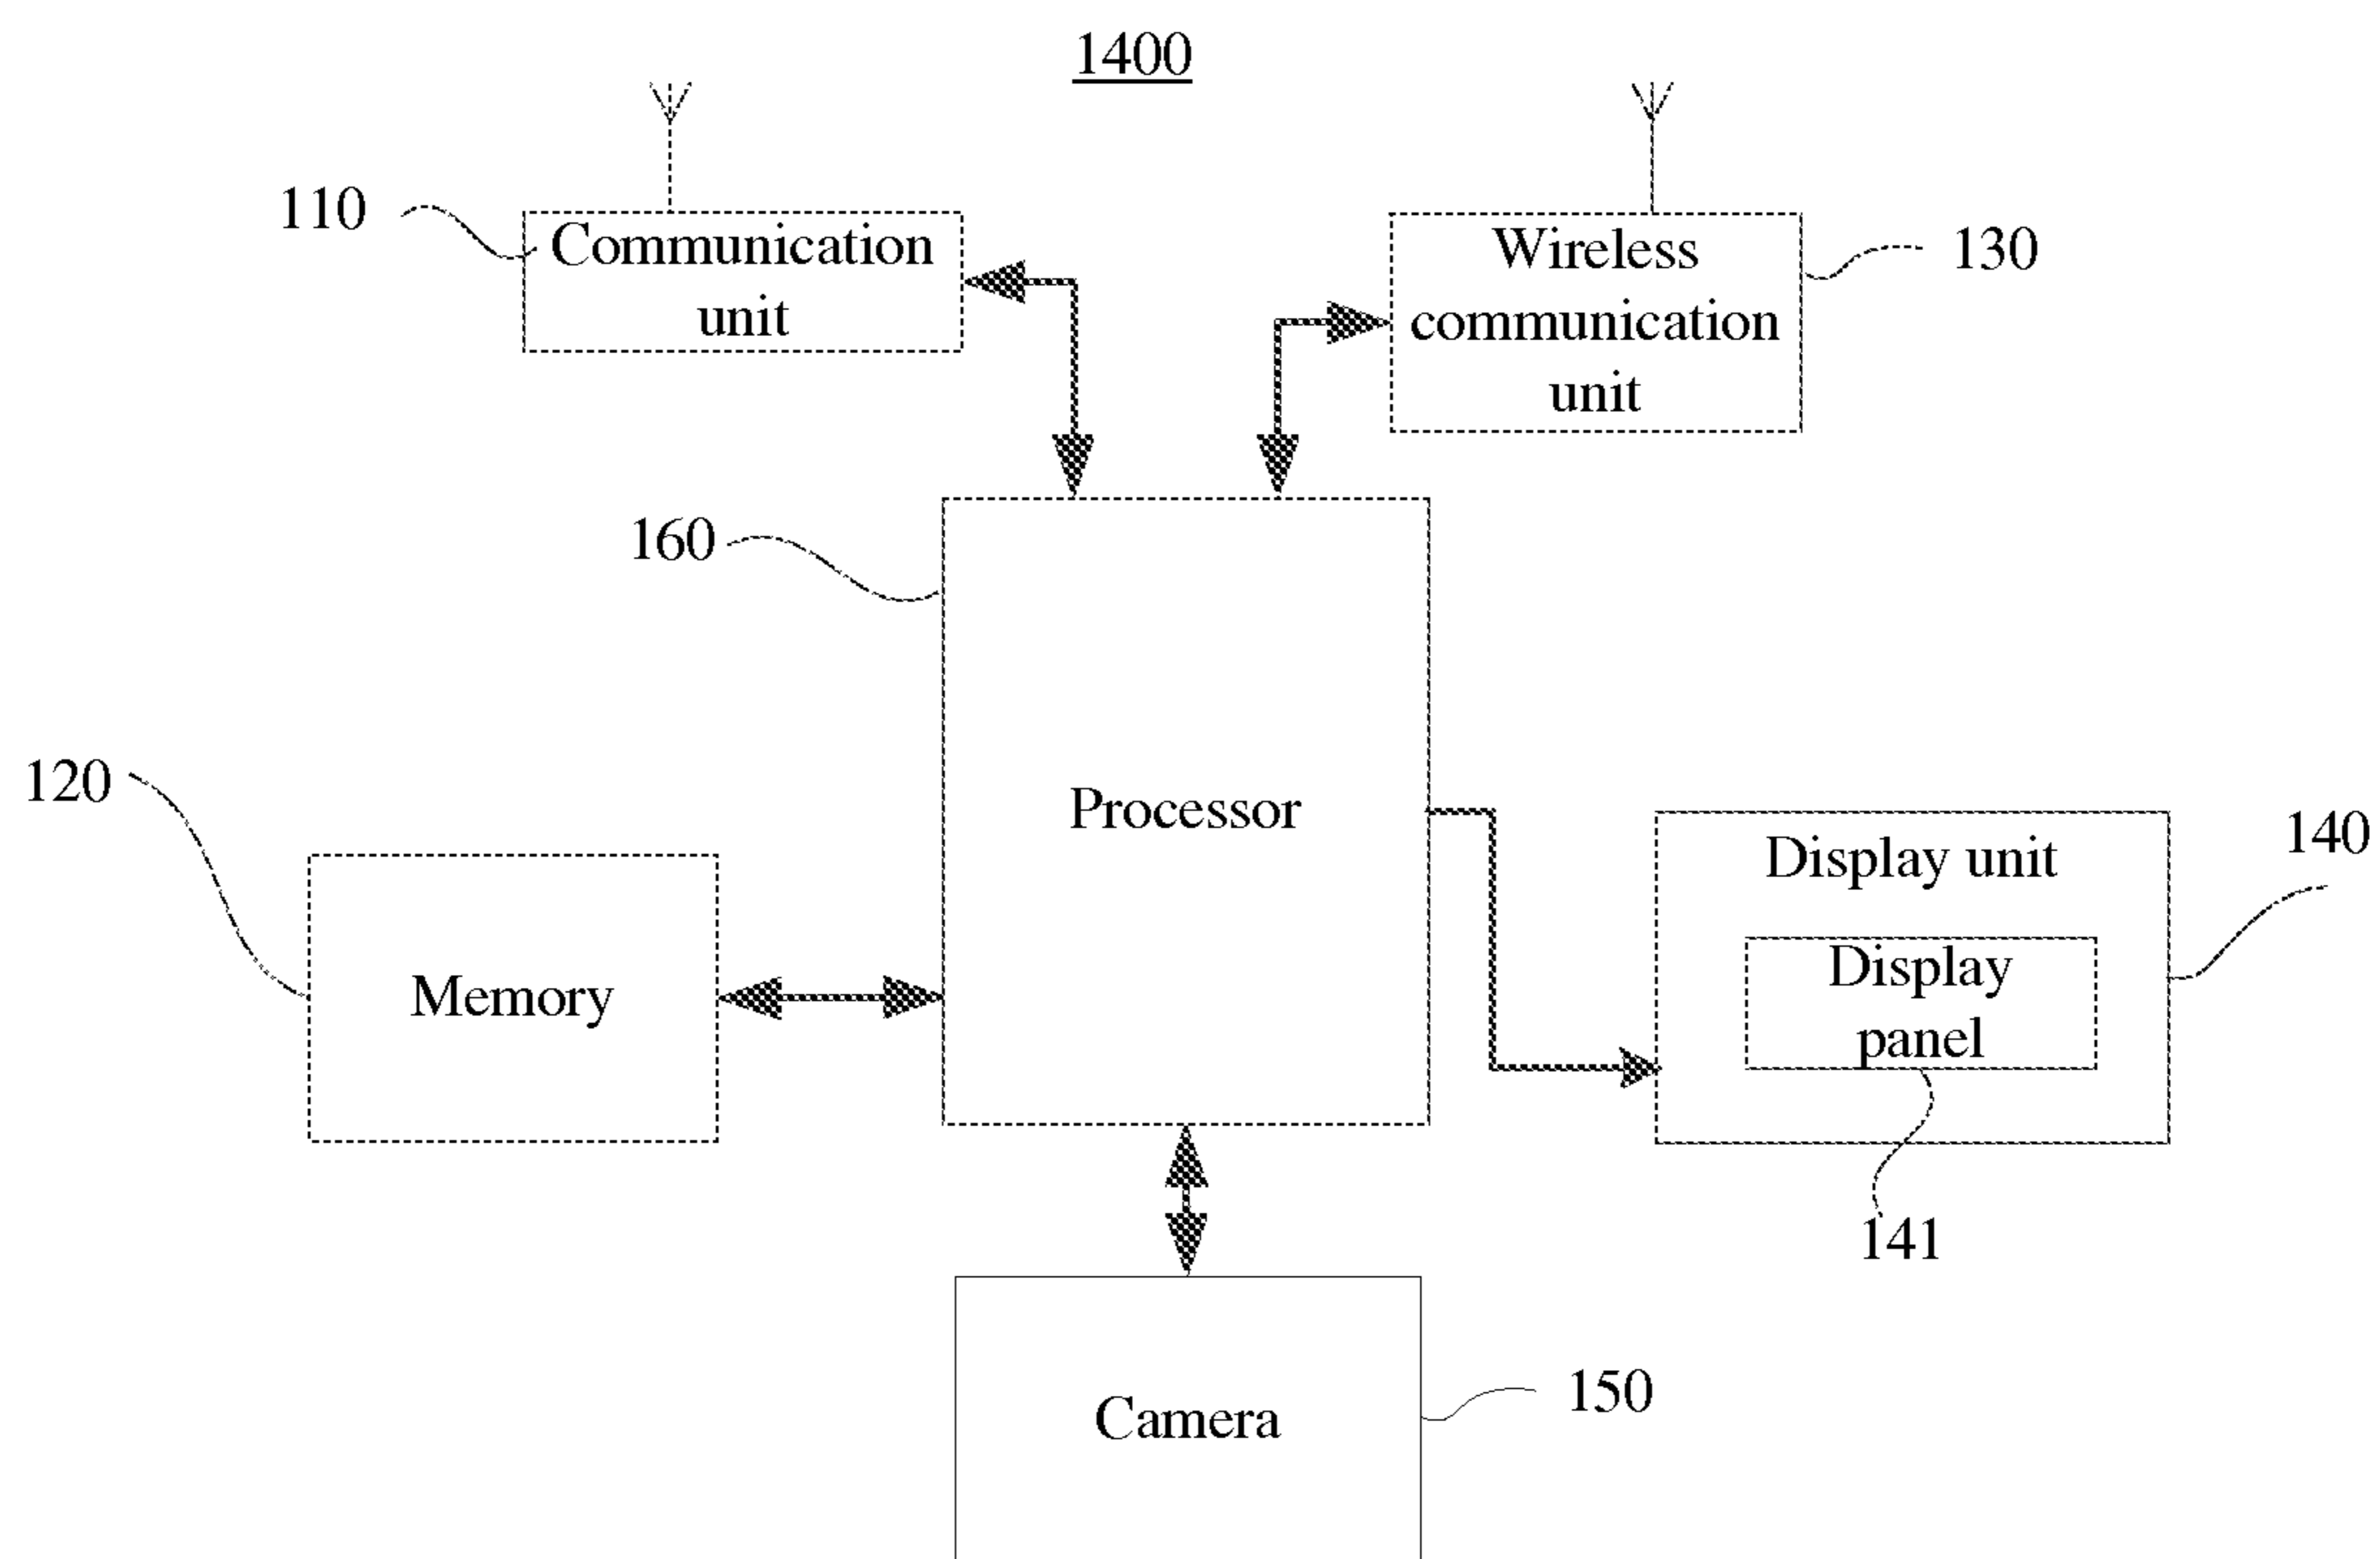 1400
110
Communication
unit
Wireless
communication
unit
130
160
Processor
120
Memory
Display unit
Display
panel
140
141
Camera
150